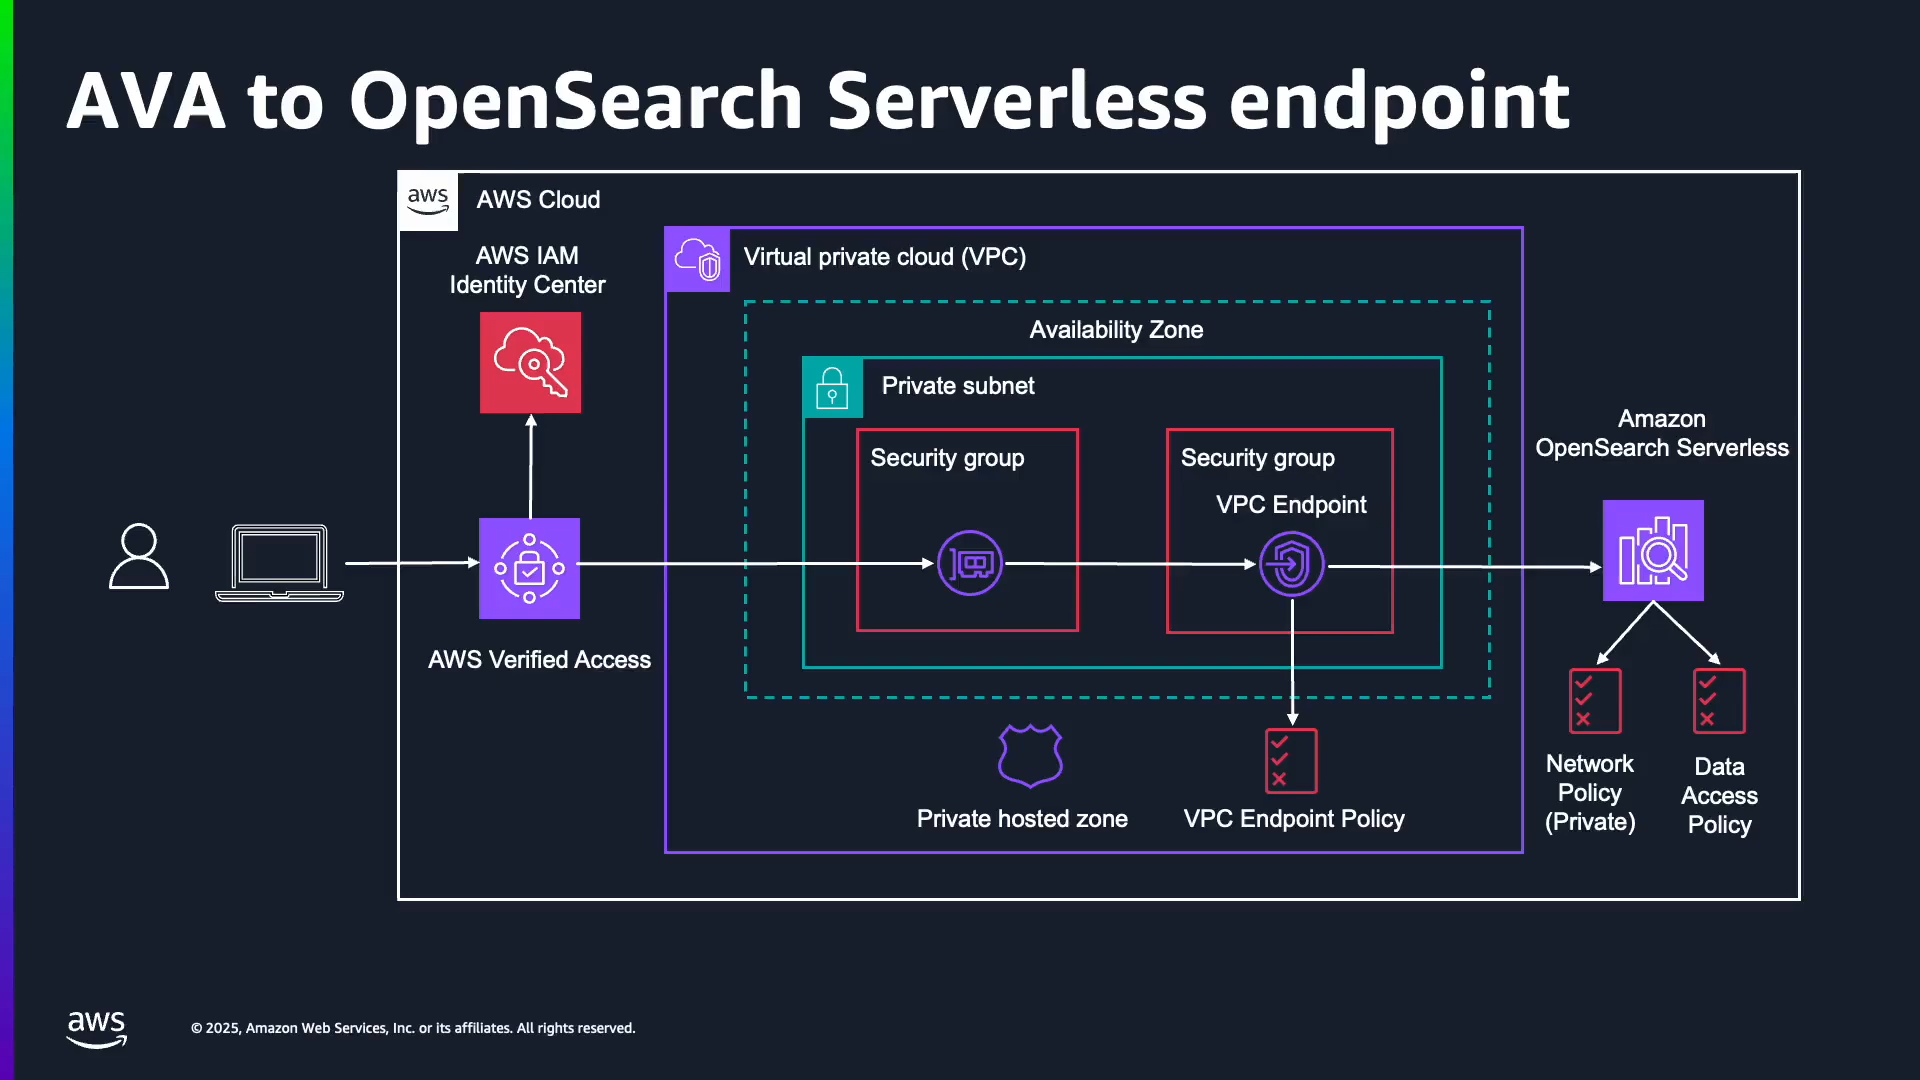 AVA to OpenSearch Serverless endpoint
aws
AWS Cloud
AWS IAM
Identity Center
Virtual private cloud (VPC)
Availability Zone
Private subnet
Security group
Security group
VPC Endpoint
Amazon
OpenSearch Serverless
AWS Verified Access
Private hosted zone
VPC Endpoint Policy
Network
Policy
(Private)
Data
Access
Policy
aws
© 2025, Amazon Web Services, Inc. or its affiliates. All rights reserved.